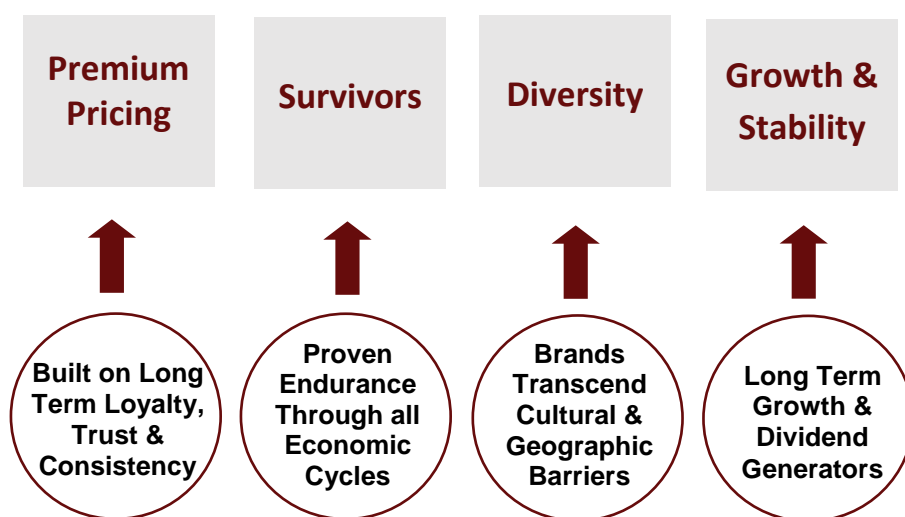 Premium
Pricing
Survivors
Diversity
Growth &
Stability
Built on Long
Term Loyalty,
Trust &
Consistency
Proven
Endurance
Through all
Economic
Cycles
Brands
Transcend
Cultural &
Geographic
Barriers
Long Term
Growth &
Dividend
Generators